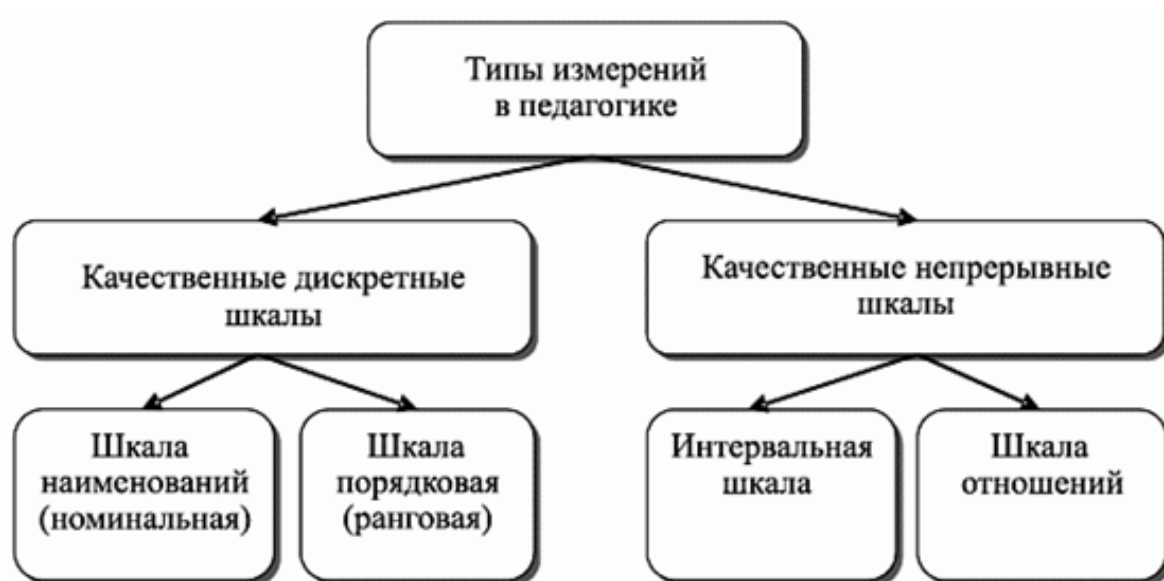 Типы измерений
в педагогике
Качественные дискретные
шкалы
Качественные непрерывные
шкалы
Шкала
наименований
(номинальная)
Шкала
порядковая
(ранговая)
Интервальная
шкала
Шкала
отношений